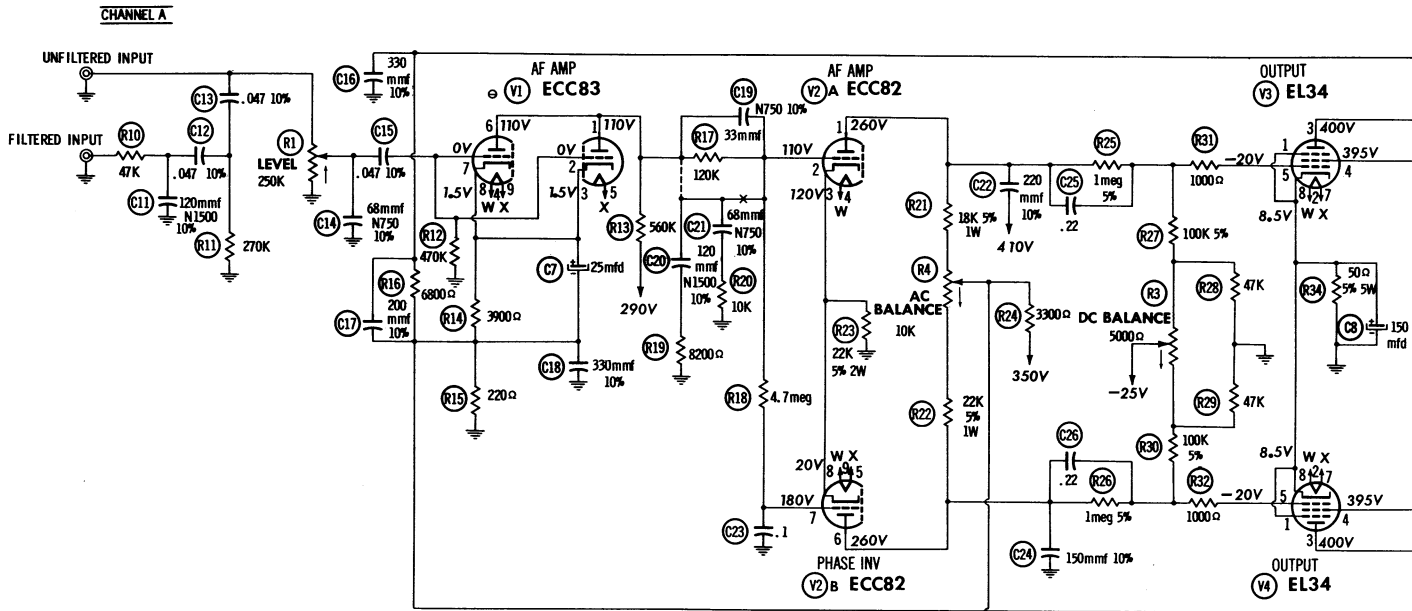 CHANNEL A
UNFILTERED INPUT
FILTERED INPUT
R10
47K
C11
120mmf
N1500
10%
C12
.047 10%
C13
.047 10%
R11
270K
R1
LEVEL
250K
C14
68mmf
N750
10%
C15
.047 10%
C16
330
mmf
10%
C17
200
mmf
10%
R16
6800Ω
R12
470K
AF AMP
V1 ECC83
6
110V
0V
7
1.5V
8 4 9
W X
1
110V
0V
2
1.5V
3 5
X
C7
25mfd
R14
3900Ω
R15
220Ω
C18
330mmf
10%
R13
560K
290V
C19
N750 10%
33mmf
R17
120K
C20
120
mmf
N1500
10%
C21
68mmf
N750
10%
R20
10K
R19
8200Ω
R18
4.7meg
C23
.1
AF AMP
V2 A ECC82
1
260V
110V
2
120V
3 4
W
R23
22K
5% 2W
W X
8 9 5
20V
180V
7
6
260V
PHASE INV
V2 B ECC82
R21
18K 5%
1W
R4
AC
BALANCE
10K
R22
22K
5%
1W
R24
3300Ω
350V
C22
220
mmf
10%
410V
R25
1meg
5%
C25
.22
C26
.22
R26
1meg 5%
C24
150mmf 10%
R27
100K 5%
R3
DC BALANCE
5000Ω
-25V
R28
47K
R29
47K
R30
100K
5%
R31
1000Ω
-20V
R32
1000Ω
-20V
OUTPUT
V3 EL34
3
400V
1
5
395V
4
8 2 7
W X
8.5V
R34
50Ω
5% 5W
C8
150
mfd
8.5V
W X
8 2 7
5
1
395V
4
3
400V
OUTPUT
V4 EL34